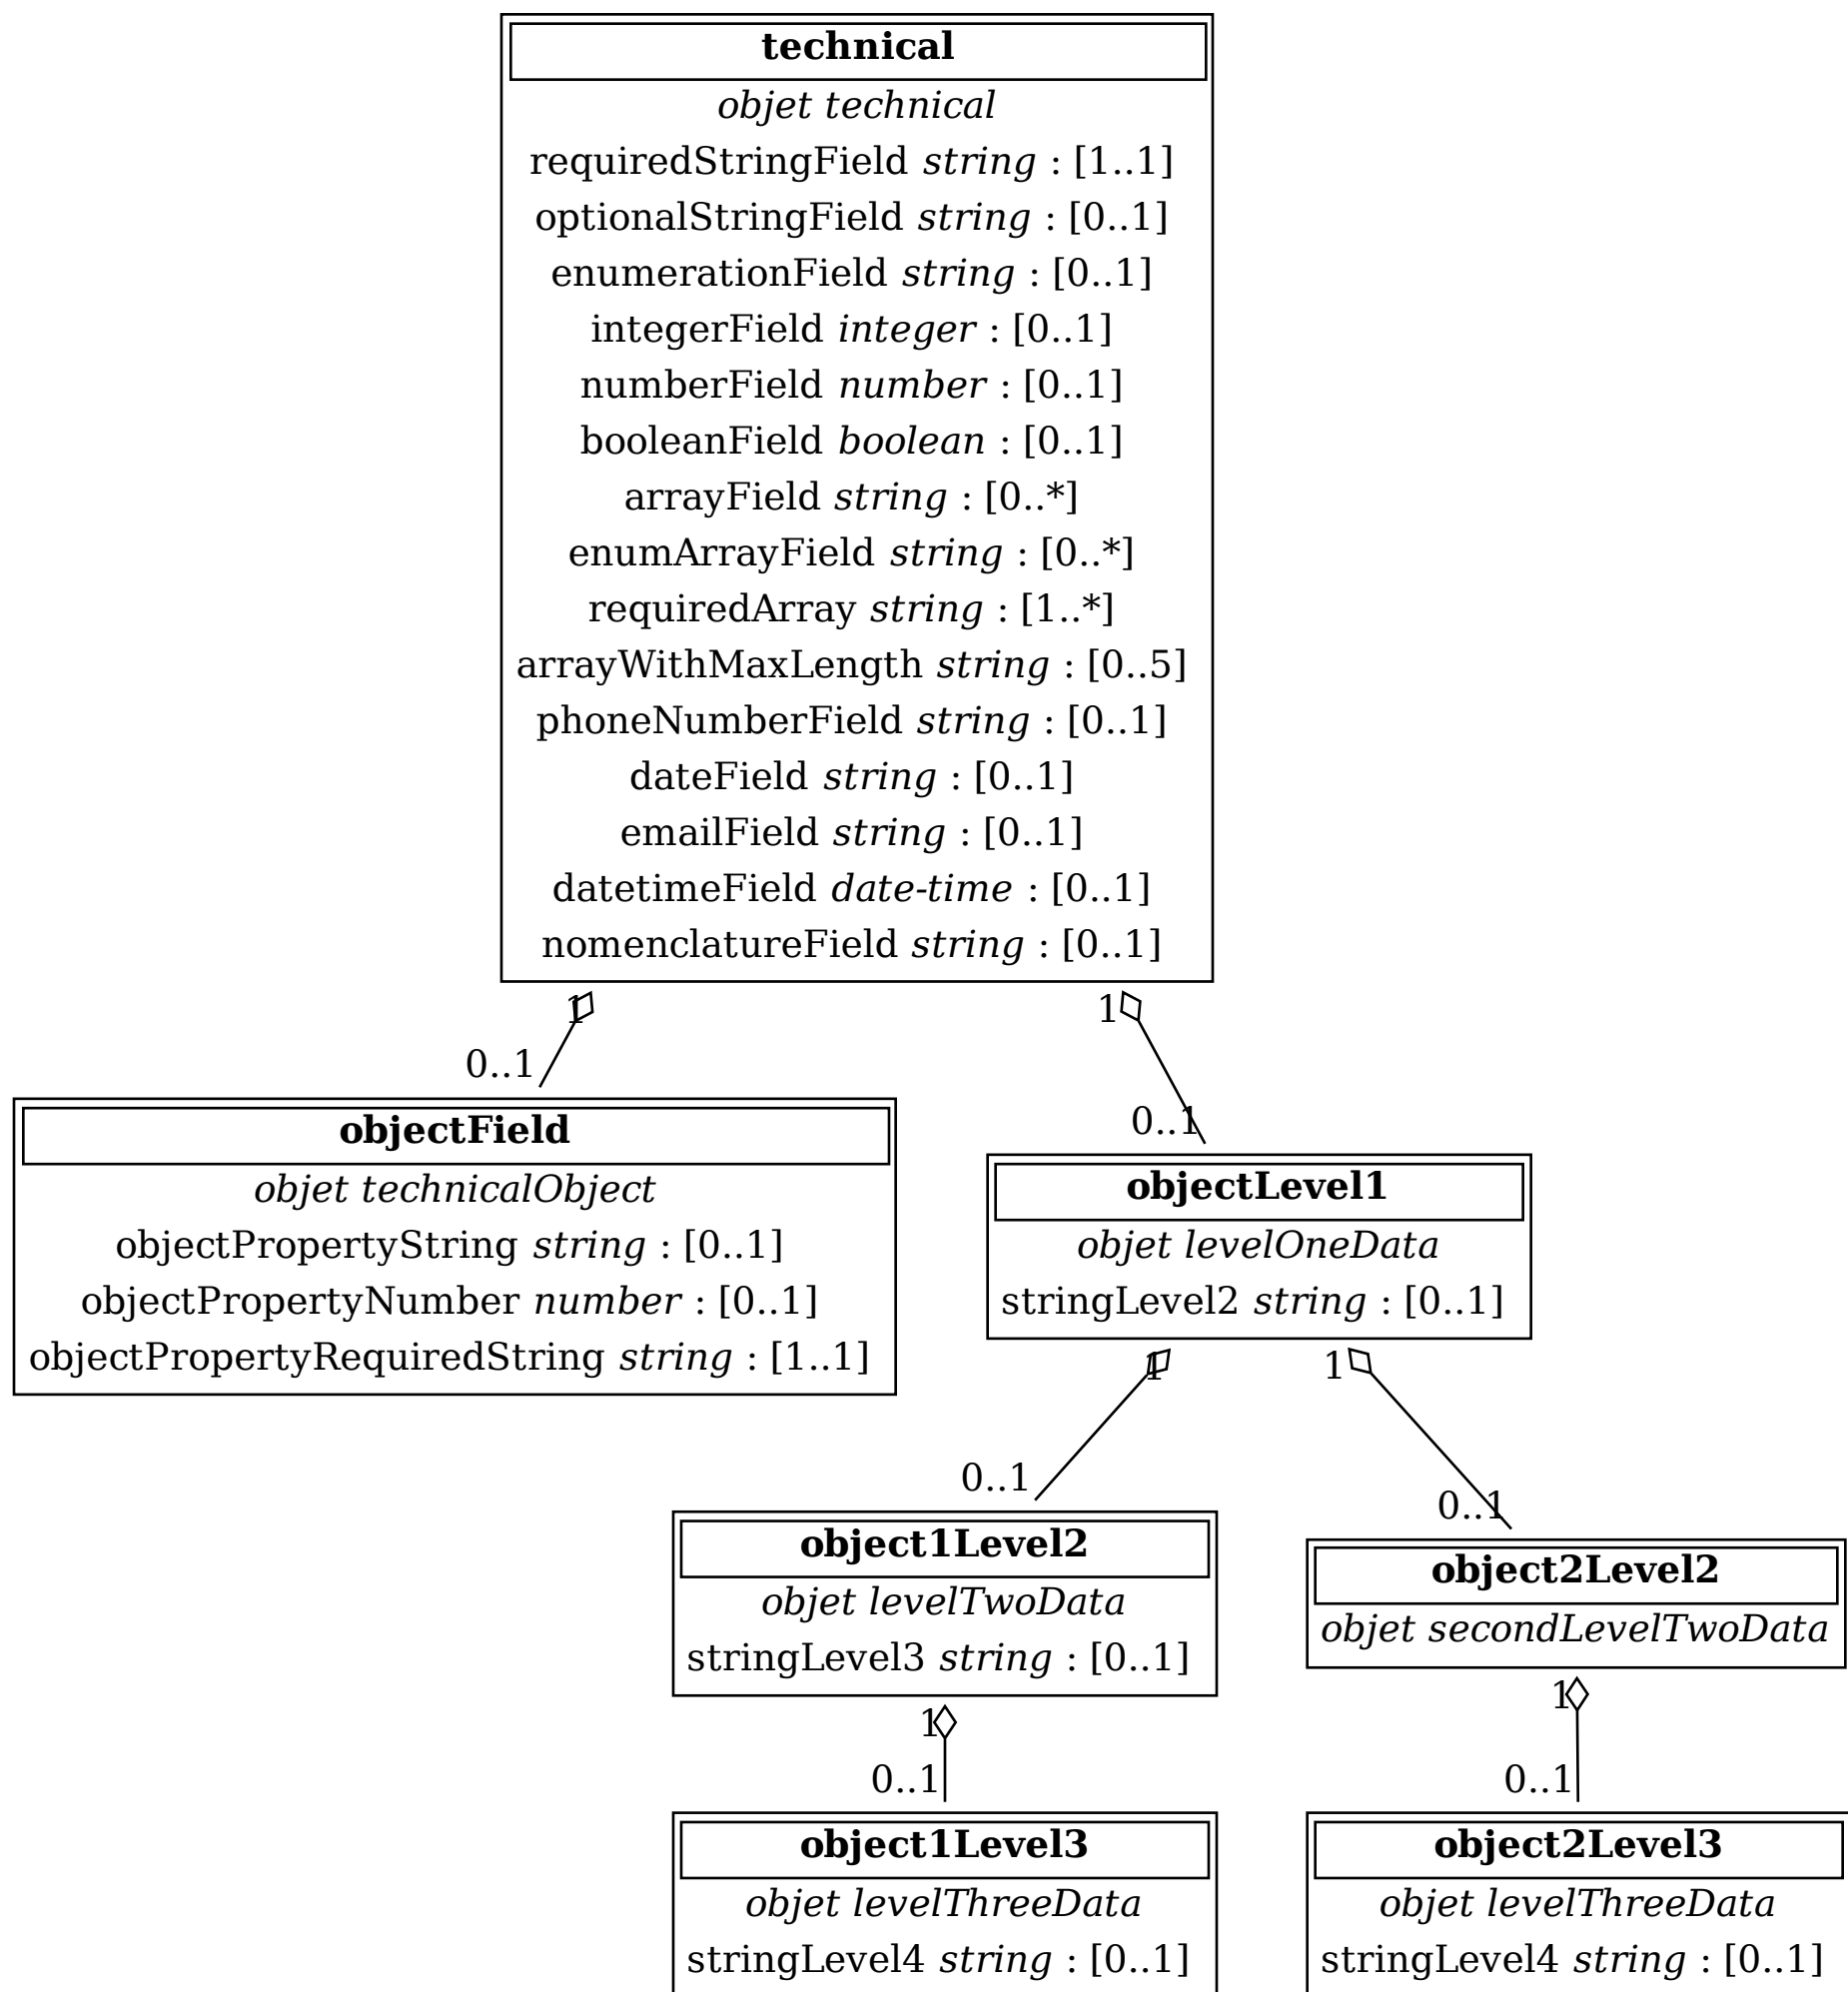 technical
objet technical
requiredStringField string : [1..1]
optionalStringField string : [0..1]
enumerationField string : [0..1]
integerField integer : [0..1]
numberField number : [0..1]
booleanField boolean : [0..1]
arrayField string : [0..*]
enumArrayField string : [0..*]
requiredArray string : [1..*]
arrayWithMaxLength string : [0..5]
phoneNumberField string : [0..1]
dateField string : [0..1]
emailField string : [0..1]
datetimeField date-time : [0..1]
nomenclatureField string : [0..1]
1
1
0..1
0..1
objectField
objet technicalObject
objectPropertyString string : [0..1]
objectPropertyNumber number : [0..1]
objectPropertyRequiredString string : [1..1]
objectLevel1
objet levelOneData
stringLevel2 string : [0..1]
1
1
0..1
0..1
object1Level2
objet levelTwoData
stringLevel3 string : [0..1]
object2Level2
objet secondLevelTwoData
1
0..1
1
0..1
object1Level3
objet levelThreeData
stringLevel4 string : [0..1]
object2Level3
objet levelThreeData
stringLevel4 string : [0..1]